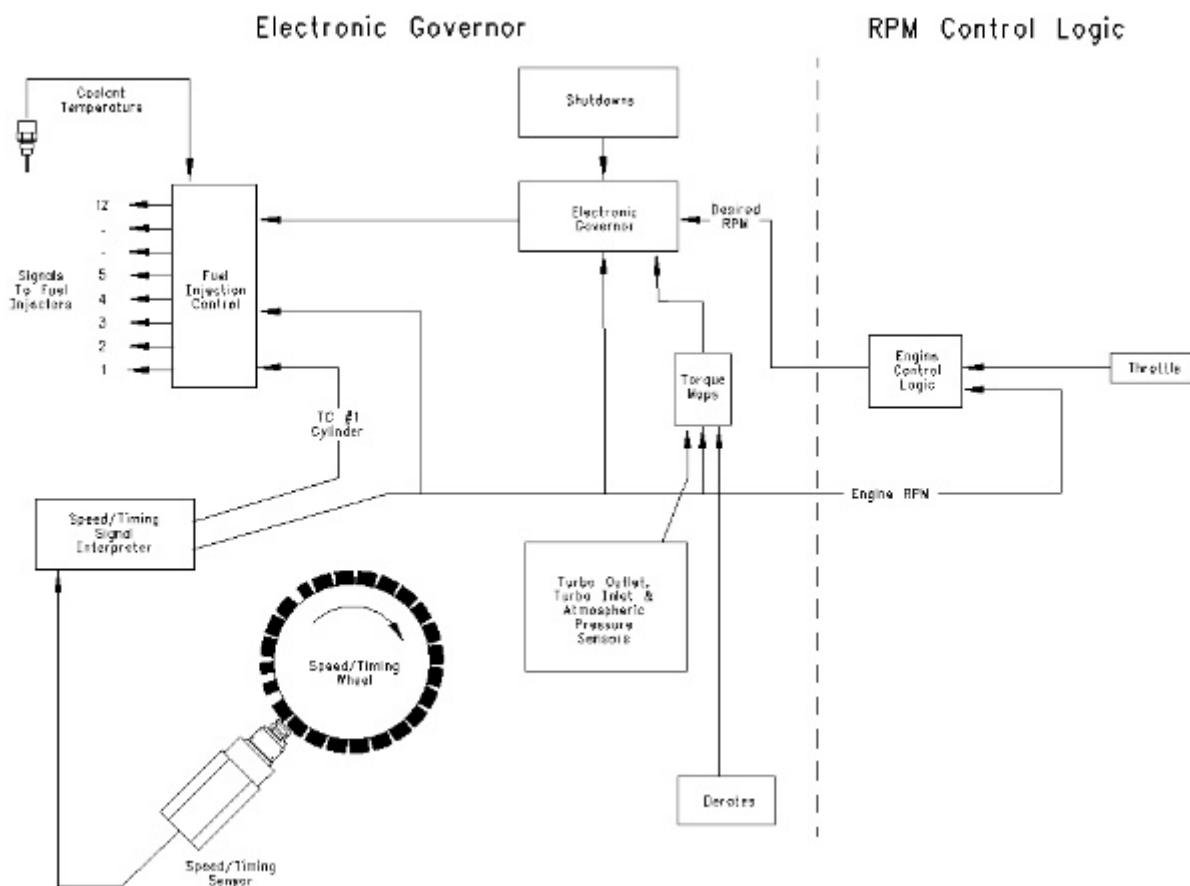 Electronic Governor
RPM Control Logic
Coolant
Temperature
Shutdowns
12
-
-
5
4
3
2
1
Signals
To Fuel
Injectors
Fuel
Injection
Control
Electronic
Governor
Desired
RPM
Engine
Control
Logic
Throttle
Torque
Maps
TC #1
Cylinder
Engine RPM
Speed/Timing
Signal
Interpreter
Turbo Outlet,
Turbo Inlet &
Atmospheric
Pressure
Sensors
Speed/Timing
Wheel
Derates
Speed/Timing
Sensor